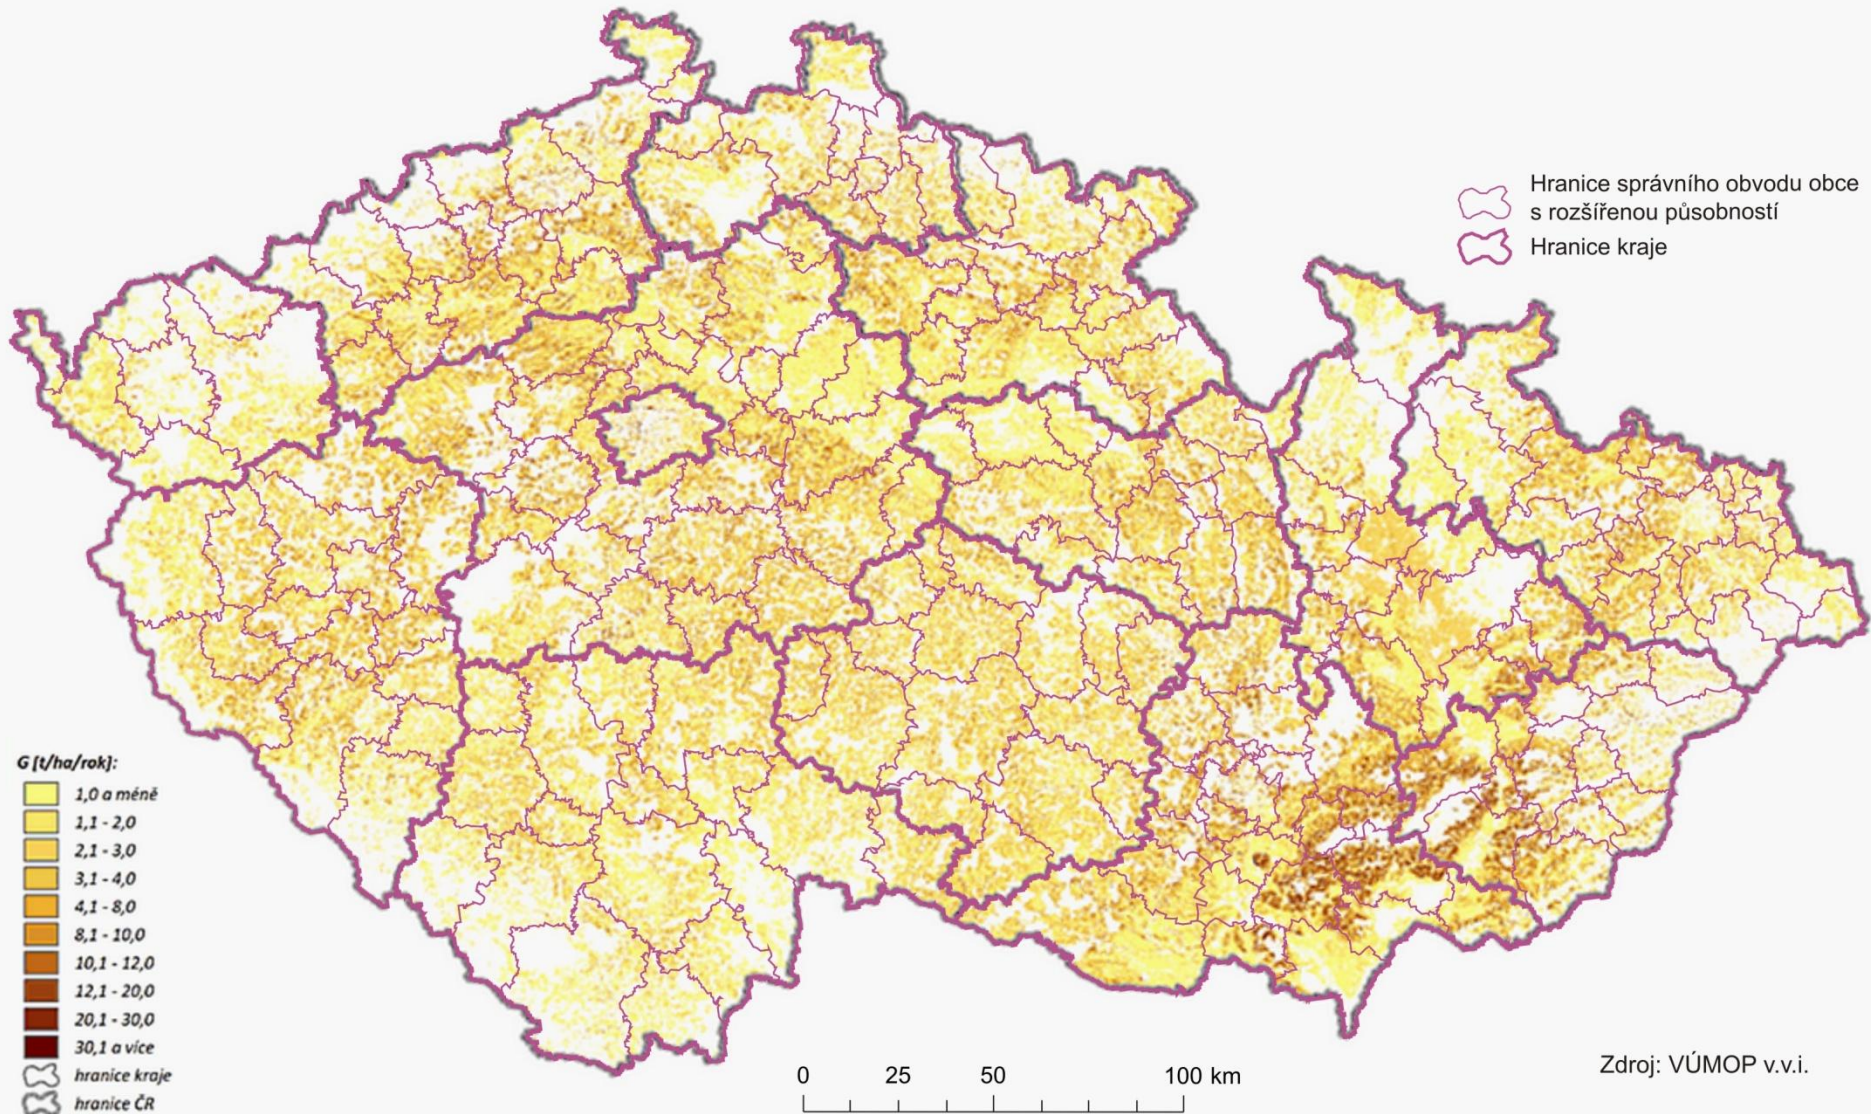 Hranice správního obvodu obce
s rozšířenou působností
Hranice kraje
G [t/ha/rok]:
1,0 a méně
1,1 - 2,0
2,1 - 3,0
3,1 - 4,0
4,1 - 8,0
8,1 - 10,0
10,1 - 12,0
12,1 - 20,0
20,1 - 30,0
30,1 a více
hranice kraje
hranice ČR
0 25 50 100 km
Zdroj: VÚMOP v.v.i.